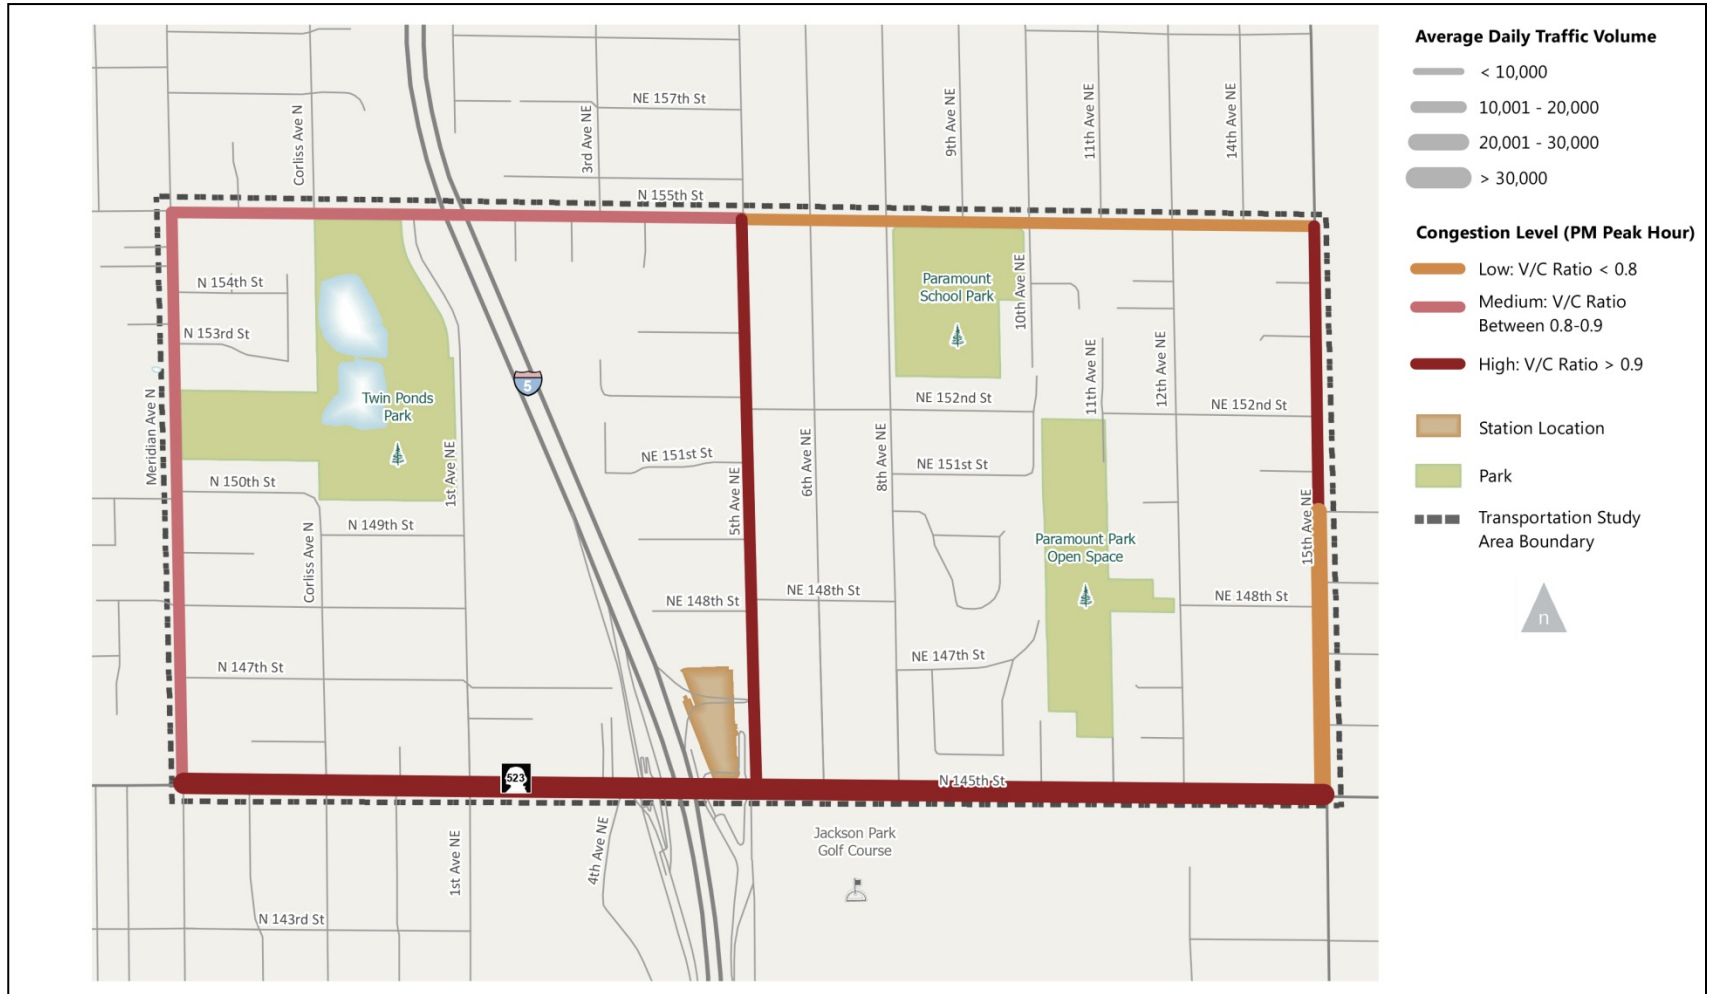 NE 157th St
Corliss Ave N
3rd Ave NE
9th Ave NE
11th Ave NE
14th Ave NE
N 155th St
N 154th St
N 153rd St
Meridian Ave N
Twin Ponds
Park
1st Ave NE
N 150th St
N 149th St
Corliss Ave N
N 147th St
5
NE 151st St
5th Ave NE
NE 148th St
6th Ave NE
8th Ave NE
Paramount
School Park
10th Ave NE
NE 152nd St
11th Ave NE
12th Ave NE
NE 152nd St
NE 151st St
Paramount Park
Open Space
15th Ave NE
NE 148th St
NE 148th St
NE 147th St
523
N 145th St
1st Ave NE
4th Ave NE
Jackson Park
Golf Course
N 143rd St
Average Daily Traffic Volume
< 10,000
10,001 - 20,000
20,001 - 30,000
> 30,000
Congestion Level (PM Peak Hour)
Low: V/C Ratio < 0.8
Medium: V/C Ratio
Between 0.8-0.9
High: V/C Ratio > 0.9
Station Location
Park
Transportation Study
Area Boundary
n